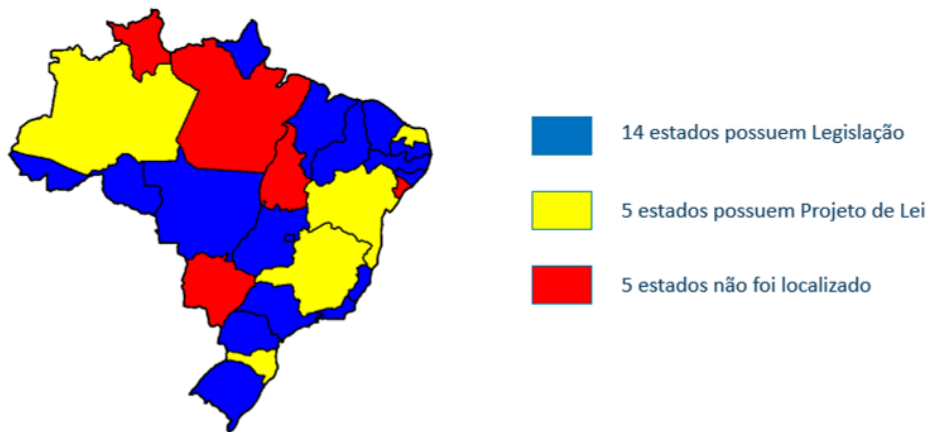 14 estados possuem Legislação
5 estados possuem Projeto de Lei
5 estados não foi localizado